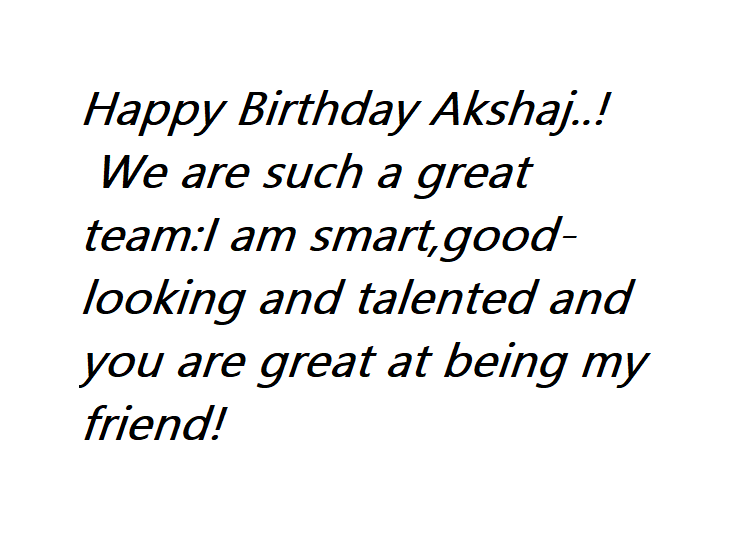 Happy Birthday Akshaj..!
We are such a great
team:I am smart,good-
looking and talented and
you are great at being my
friend!